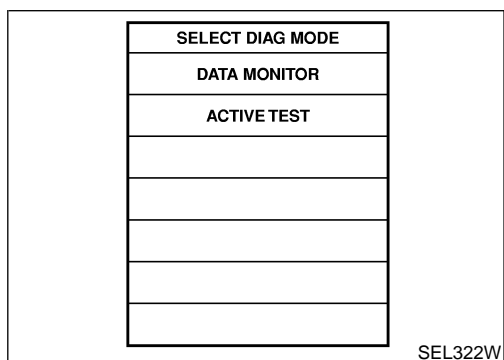 SELECT DIAG MODE
DATA MONITOR
ACTIVE TEST
SEL322W